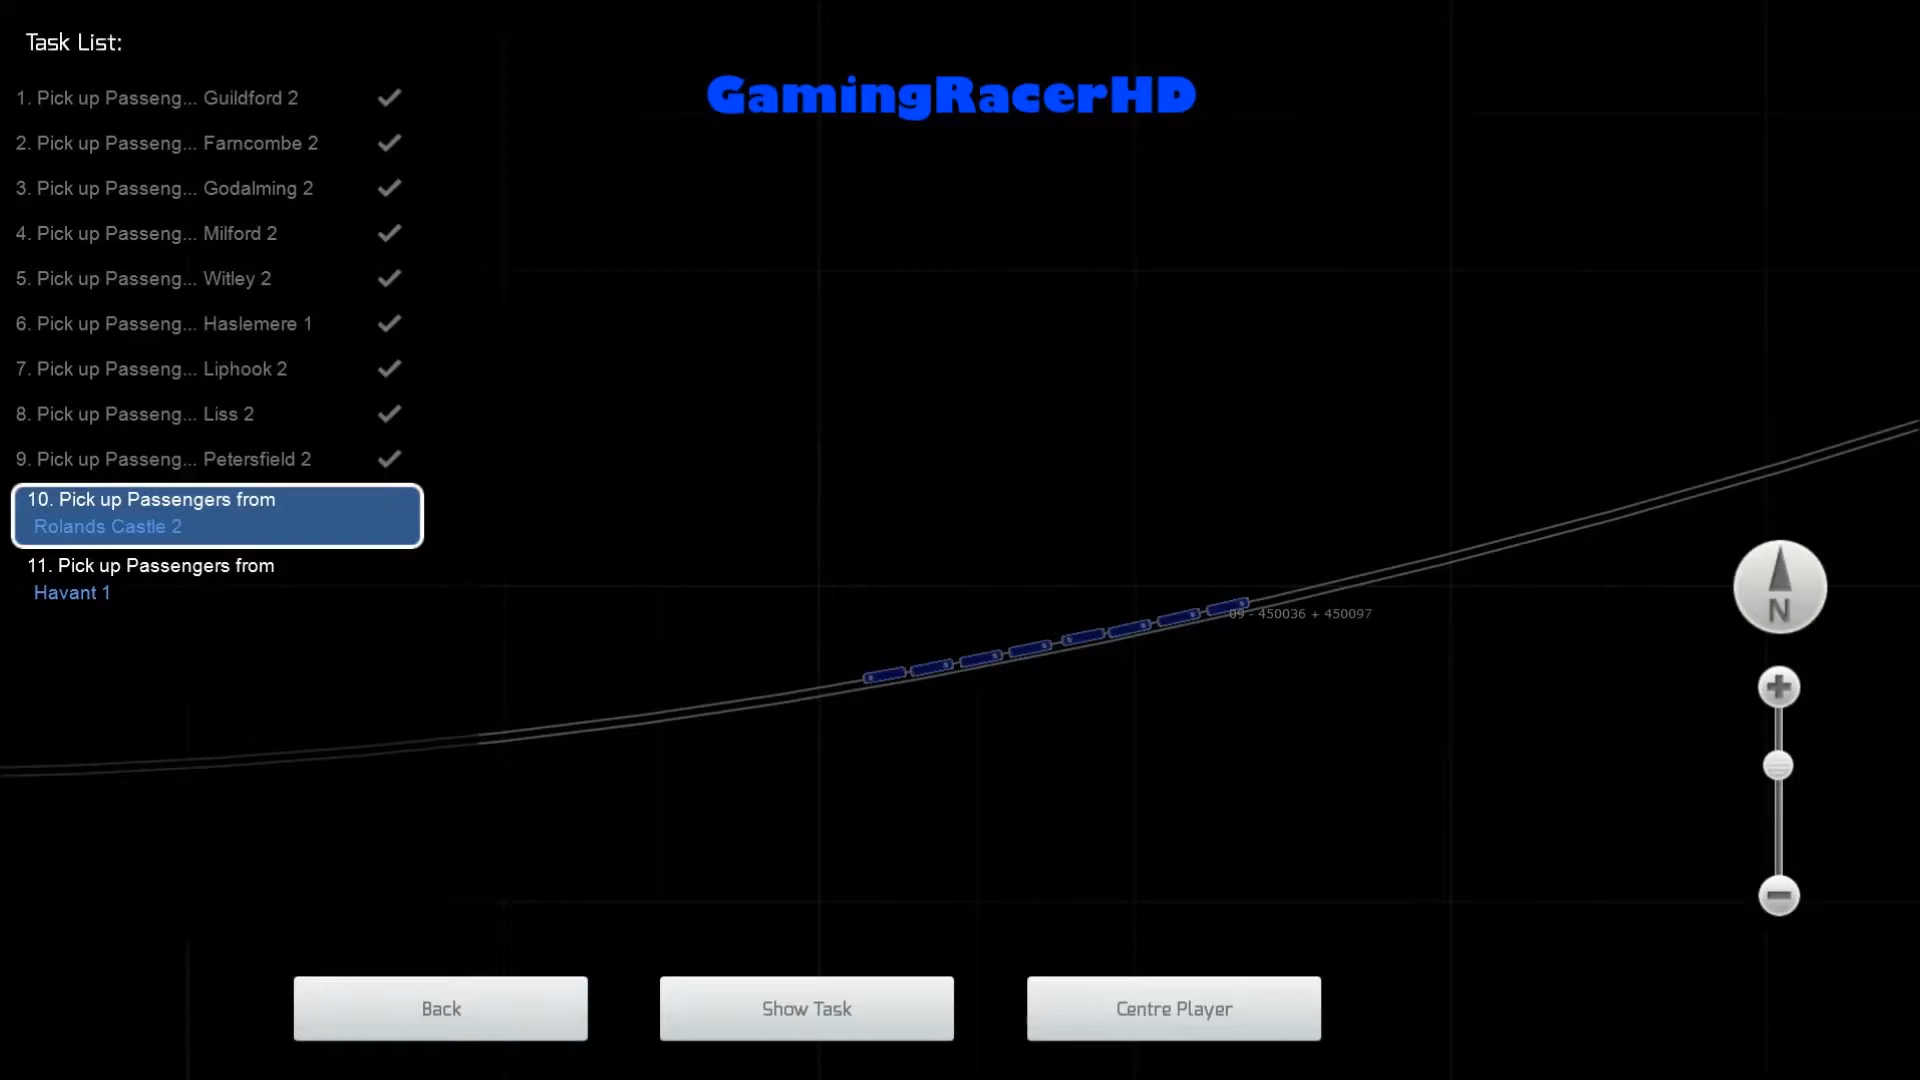 Task List:
GamingRacerHD
1. Pick up Passeng... Guildford 2
2. Pick up Passeng... Farncombe 2
3. Pick up Passeng... Godalming 2
4. Pick up Passeng... Milford 2
5. Pick up Passeng... Witley 2
6. Pick up Passeng... Haslemere 1
7. Pick up Passeng... Liphook 2
8. Pick up Passeng... Liss 2
9. Pick up Passeng... Petersfield 2
10. Pick up Passengers from
Rolands Castle 2
11. Pick up Passengers from
Havant 1
09 - 450036 + 450097
N
Back
Show Task
Centre Player